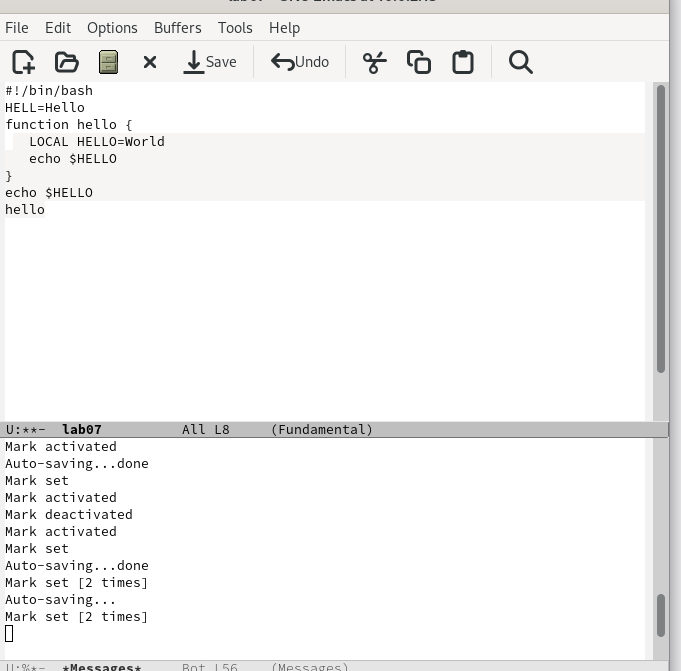 File Edit Options Buffers Tools Help
Save Undo
#!/bin/bash
HELL=Hello
function hello {
LOCAL HELLO=World
echo $HELLO
}
echo $HELLO
hello
U:**- lab07 All L8 (Fundamental)
Mark activated
Auto-saving...done
Mark set
Mark activated
Mark deactivated
Mark activated
Mark set
Auto-saving...done
Mark set [2 times]
Auto-saving...
Mark set [2 times]
U:%*- *Messages* Bot L56 (Messages)